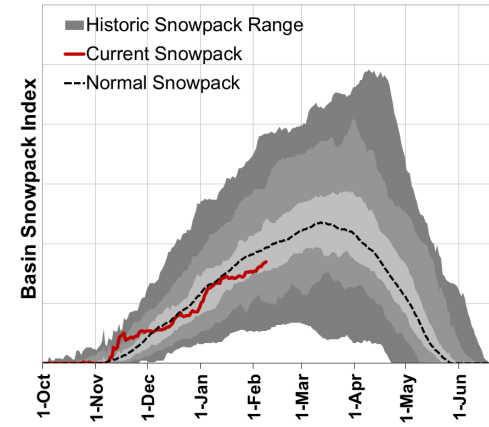 Historic Snowpack Range
Current Snowpack
Normal Snowpack
Basin Snowpack Index
1-Oct
1-Nov
1-Dec
1-Jan
1-Feb
1-Mar
1-Apr
1-May
1-Jun